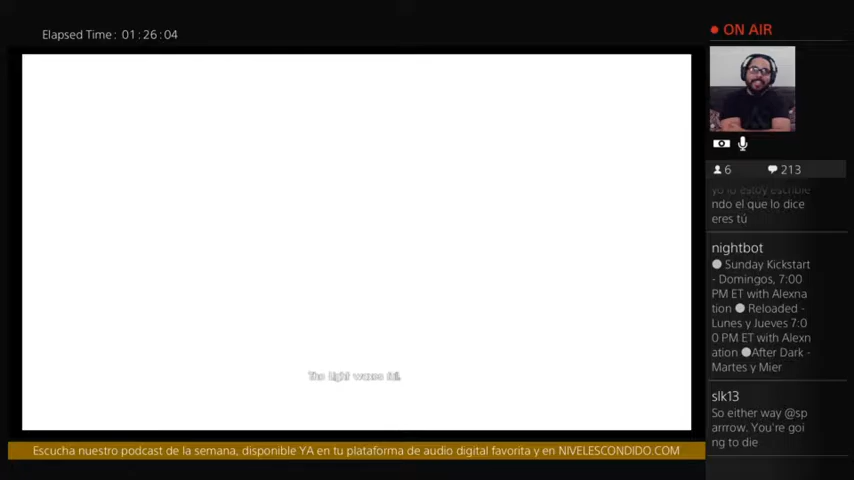 Elapsed Time: 01:26:04
ON AIR
6
213
yo lo estoy escribie
ndo el que lo dice
eres tú
nightbot
● Sunday Kickstart
- Domingos, 7:00
PM ET with Alexna
tion ● Reloaded -
Lunes y Jueves 7:0
0 PM ET with Alexn
ation ●After Dark -
Martes y Mier
slk13
So either way @sp
arrrow. You're goi
ng to die
The Light waxes full.
Escucha nuestro podcast de la semana, disponible YA en tu plataforma de audio digital favorita y en NIVELESCONDIDO.COM